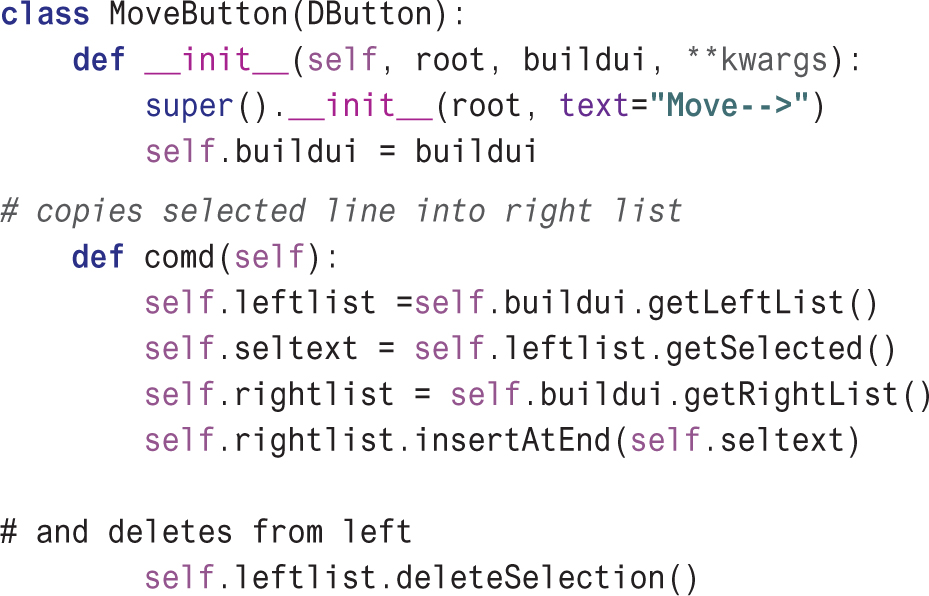 class MoveButton(DButton):
    def __init__(self, root, buildui, **kwargs):
        super().__init__(root, text="Move-->")
        self.buildui = buildui
# copies selected line into right list
    def comd(self):
        self.leftlist =self.buildui.getLeftList()
        self.seltext = self.leftlist.getSelected()
        self.rightlist = self.buildui.getRightList()
        self.rightlist.insertAtEnd(self.seltext)
# and deletes from left
        self.leftlist.deleteSelection()